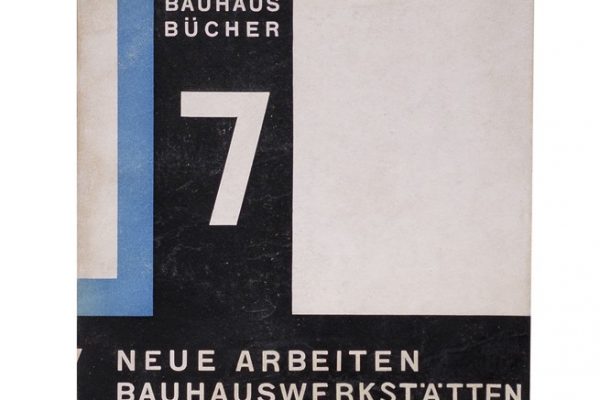 BAUHAUS
BÜCHER
7
NEUE ARBEITEN
BAUHAUSWERKSTÄTTEN